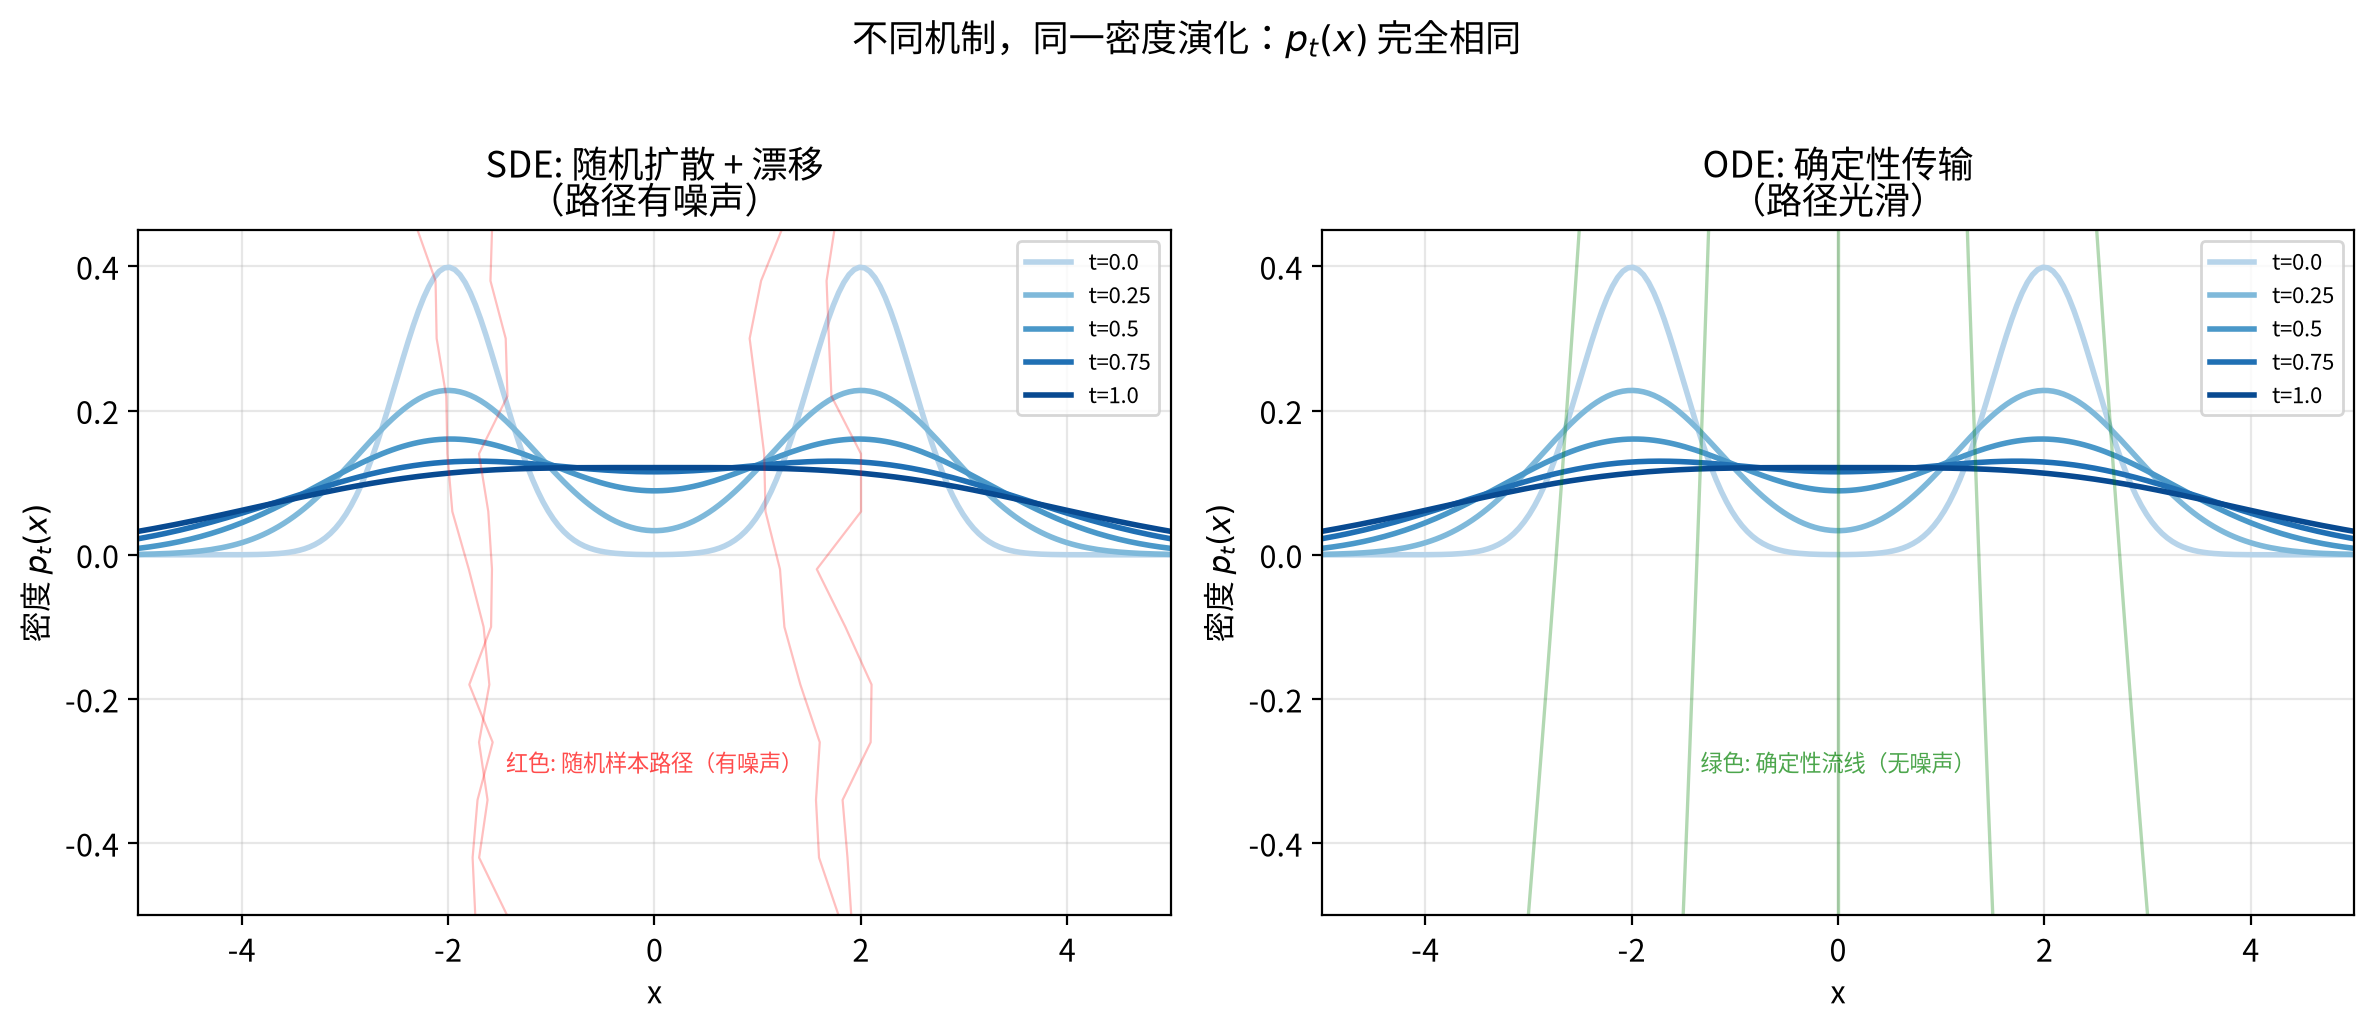 不同机制，同一密度演化：pₜ(x) 完全相同
SDE: 随机扩散 + 漂移
（路径有噪声）
0.4
0.2
0.0
-0.2
-0.4
密度 pₜ(x)
t=0.0
t=0.25
t=0.5
t=0.75
t=1.0
红色: 随机样本路径（有噪声）
-4
-2
0
2
4
x
ODE: 确定性传输
（路径光滑）
0.4
0.2
0.0
-0.2
-0.4
密度 pₜ(x)
t=0.0
t=0.25
t=0.5
t=0.75
t=1.0
绿色: 确定性流线（无噪声）
-4
-2
0
2
4
x